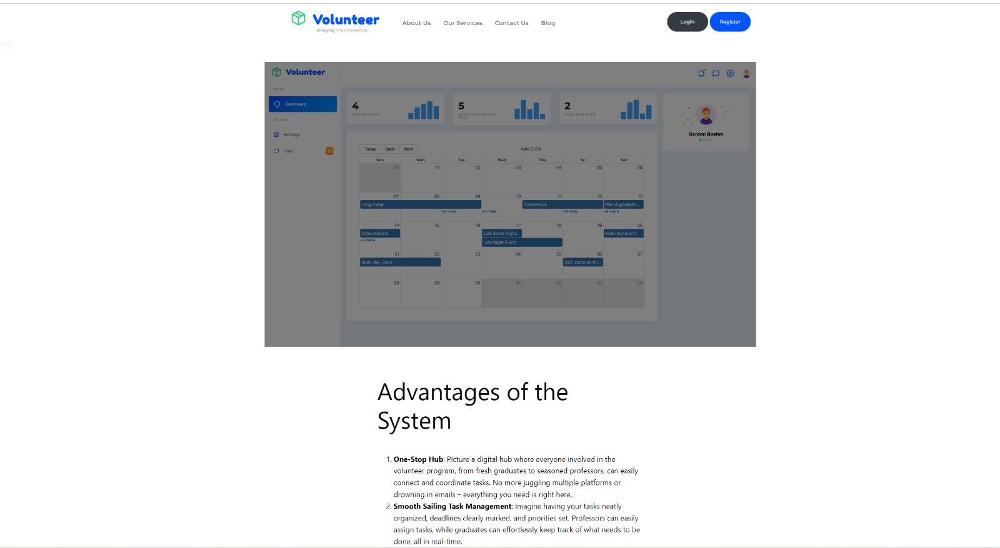 Volunteer
Bringing True Potential
About Us
Our Services
Contact Us
Blog
Login
Register
Volunteer
Portal
Dashboard
Account
Settings
Chat
23
4
PENDING TASKS
5
HOURS SPENT IN THIS
WEEK
2
TASKS SUBMITTED
Gordon Boehm
Online
Today Back Next
April 2024
Sun Mon Tue Wed Thu Fri Sat
31 01 02 03 04 05 06
07 08 09 10 11 12 13
Long Event Conference Planning Meetin...
+2 more +1 more +6 more +3 more
14 15 16 17 18 19 20
Video Record Late Same Night... Multi-day Event
+7 more Late Night Event
21 22 23 24 25 26 27
Multi-day Event DST starts on thi...
28 29 30 01 02 03 04
Advantages of the
System
1. One-Stop Hub: Picture a digital hub where everyone involved in the
volunteer program, from fresh graduates to seasoned professors, can easily
connect and coordinate tasks. No more juggling multiple platforms or
drowning in emails – everything you need is right here.
2. Smooth Sailing Task Management: Imagine having your tasks neatly
organized, deadlines clearly marked, and priorities set. Professors can easily
assign tasks, while graduates can effortlessly keep track of what needs to be
done, all in real-time.